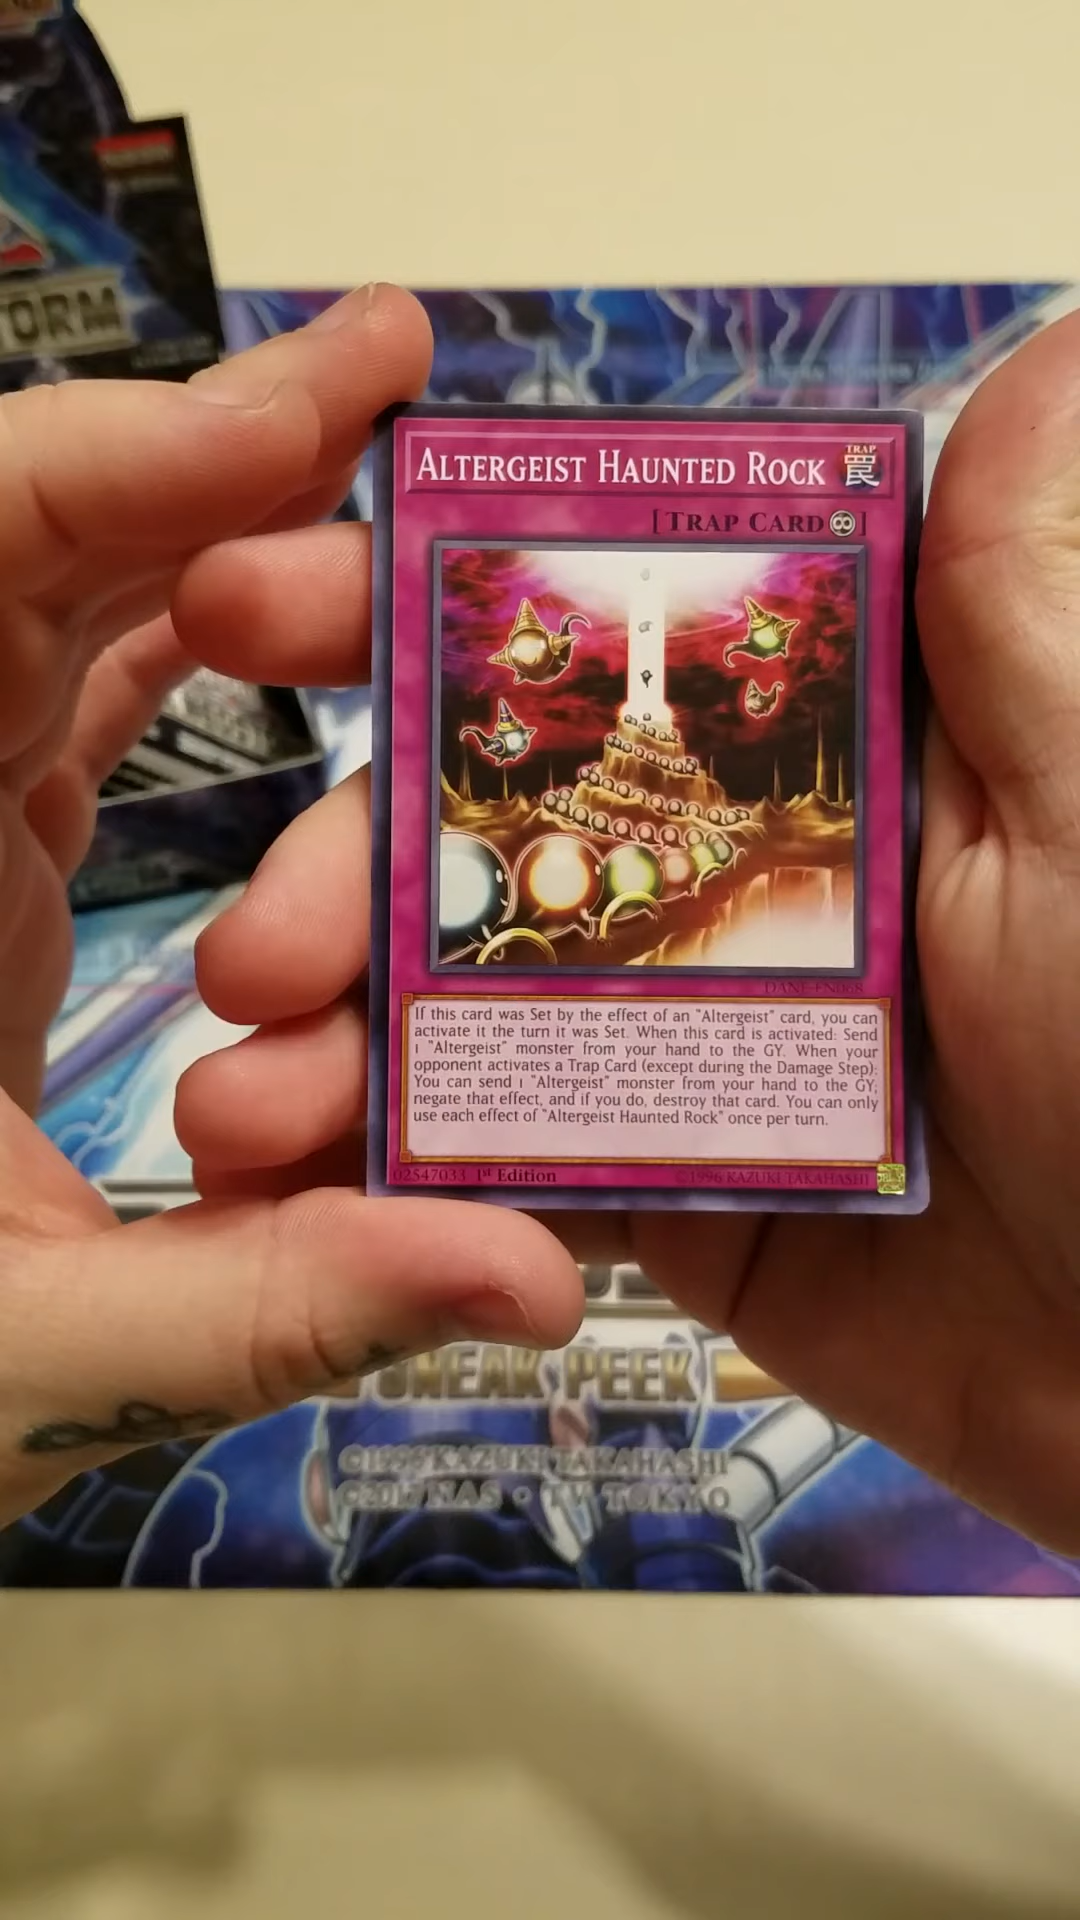 TORM
ALTERGEIST HAUNTED ROCK
TRAP
罠
[TRAP CARD]
DANE-EN068
If this card was Set by the effect of an "Altergeist" card, you can
activate it the turn it was Set. When this card is activated: Send
1 "Altergeist" monster from your hand to the GY. When your
opponent activates a Trap Card (except during the Damage Step):
You can send 1 "Altergeist" monster from your hand to the GY;
negate that effect, and if you do, destroy that card. You can only
use each effect of "Altergeist Haunted Rock" once per turn.
02547033 1st Edition
©1996 KAZUKI TAKAHASHI
SNEAK PEEK
©1996 KAZUKI TAKAHASHI
©2017 NAS • TV TOKYO